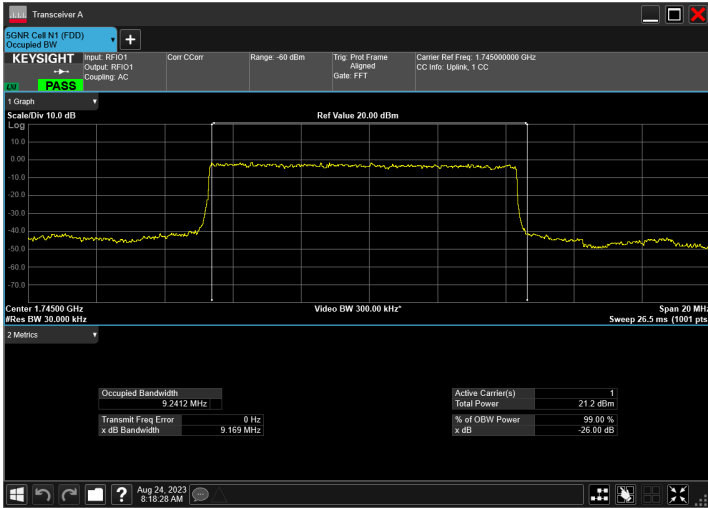 Transceiver A
5GNR Cell N1 (FDD)
Occupied BW
KEYSIGHT
LXI
PASS
Input: RFIO1
Output: RFIO1
Coupling: AC
Corr CCorr
Range: -60 dBm
Trig: Prot Frame
Aligned
Gate: FFT
Carrier Ref Freq: 1.745000000 GHz
CC Info: Uplink, 1 CC
1 Graph
Scale/Div 10.0 dB
Ref Value 20.00 dBm
Log
10.0
0.00
-10.0
-20.0
-30.0
-40.0
-50.0
-60.0
-70.0
Center 1.74500 GHz
Video BW 300.00 kHz*
Span 20 MHz
#Res BW 30.000 kHz
Sweep 26.5 ms (1001 pts
2 Metrics
Occupied Bandwidth
9.2412 MHz
Transmit Freq Error 0 Hz
x dB Bandwidth 9.169 MHz
Active Carrier(s) 1
Total Power 21.2 dBm
% of OBW Power 99.00 %
x dB -26.00 dB
?
Aug 24, 2023
8:18:28 AM